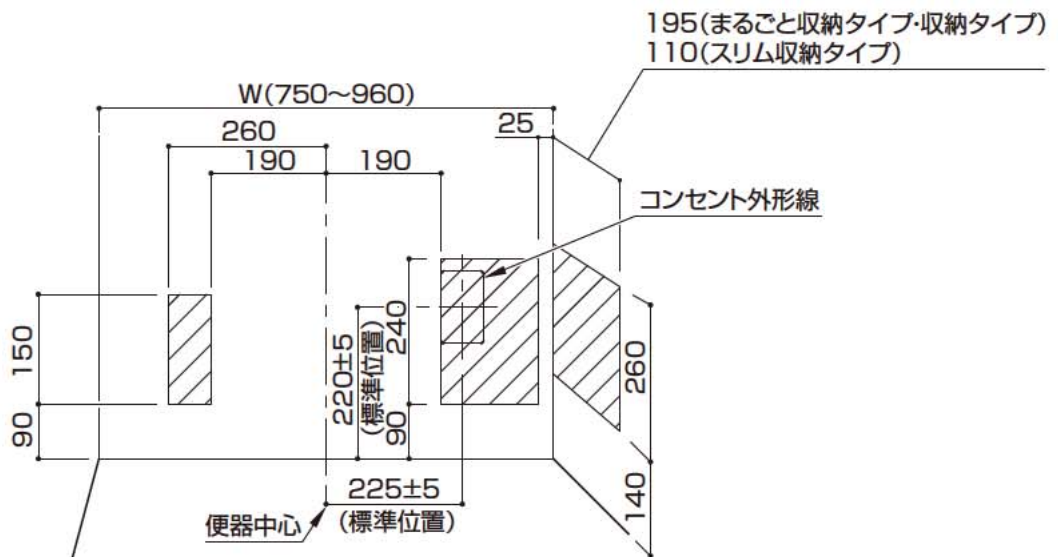 195(まるごと収納タイプ・収納タイプ)
110(スリム収納タイプ)
W(750～960)
260
25
190
190
コンセント外形線
150
90
220±5
(標準位置)
240
90
260
140
225±5
(標準位置)
便器中心